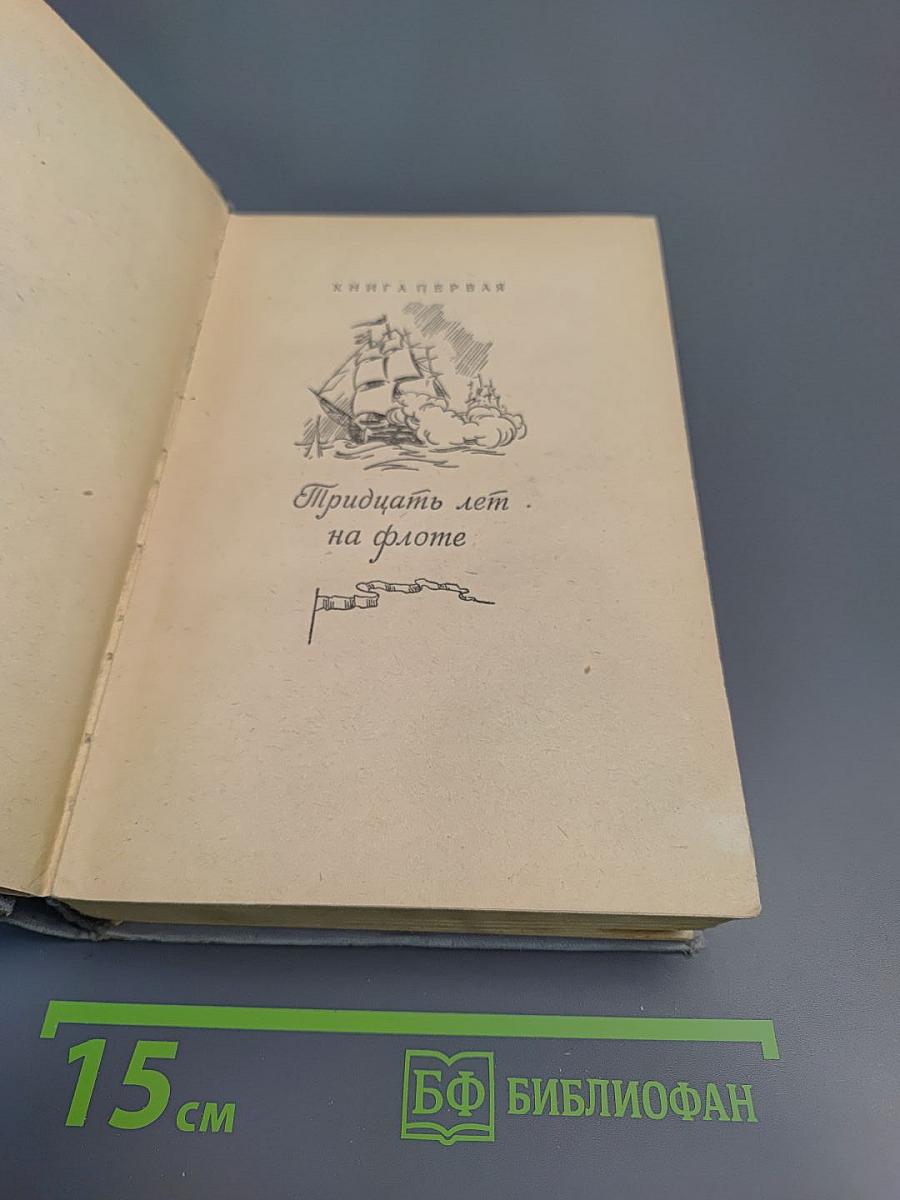 КНИГА ПЕРВАЯ
Тридцать лет
на флоте
15 см
БФ БИБЛИОФАН